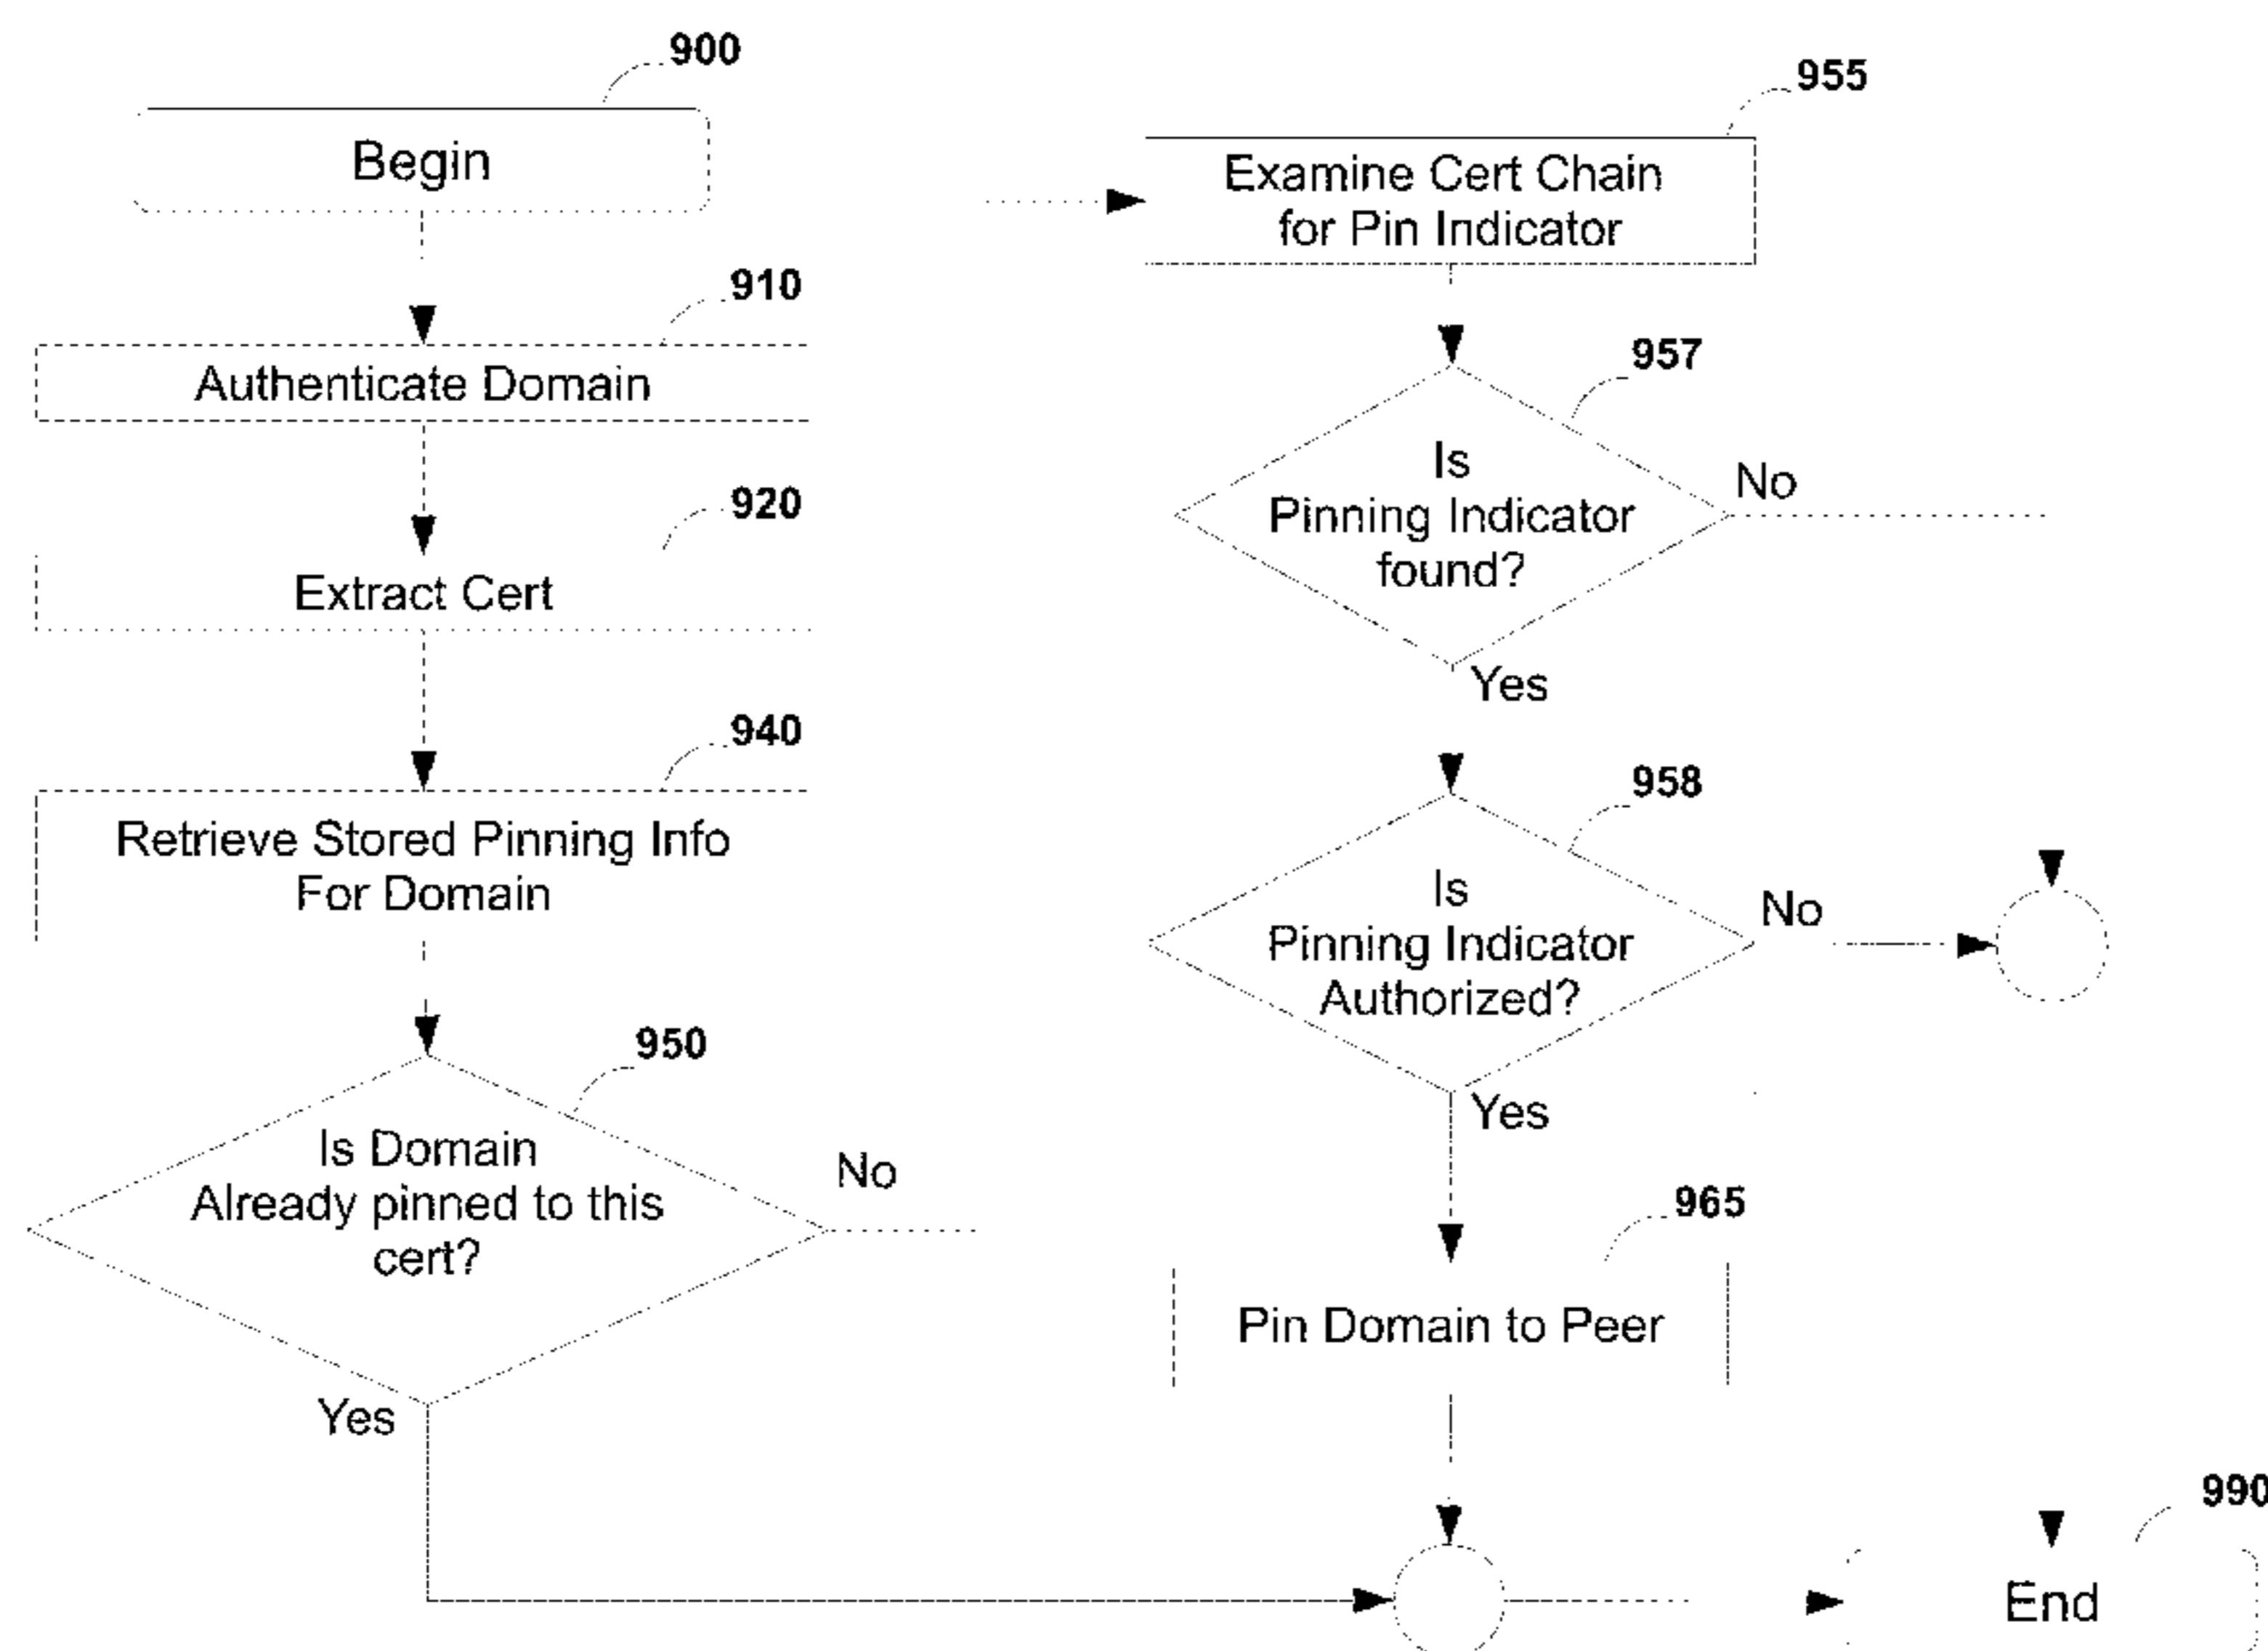 900
Begin
910
Authenticate Domain
920
Extract Cert
940
Retrieve Stored Pinning Info
For Domain
950
Is Domain
Already pinned to this
cert?
No
Yes
955
Examine Cert Chain
for Pin Indicator
957
Is
Pinning Indicator
found?
No
Yes
958
Is
Pinning Indicator
Authorized?
No
Yes
965
Pin Domain to Peer
990
End